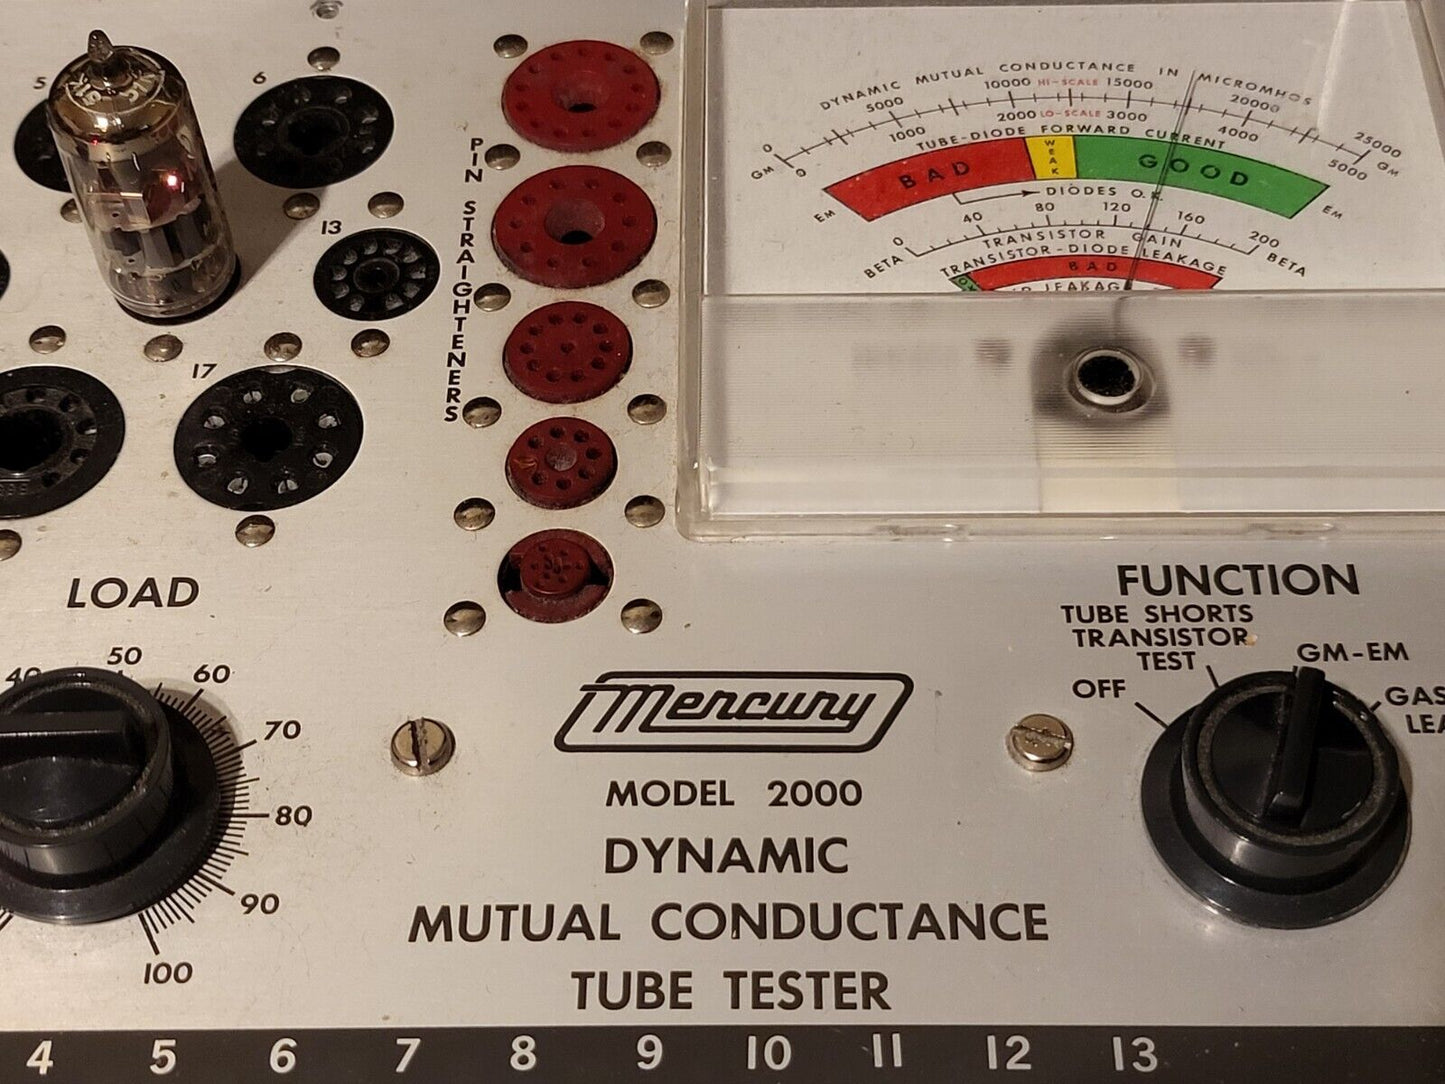 5
6
13
17
PIN STRAIGHTENERS
DYNAMIC MUTUAL CONDUCTANCE IN MICROMHOS
0 5000 10000 HI-SCALE 15000 20000 25000
GM 0 1000 2000 LO-SCALE 3000 4000 5000 GM
TUBE-DIODE FORWARD CURRENT
EM BAD WEAK GOOD EM
DIODES O.K.
0 40 80 120 160 200
BETA TRANSISTOR GAIN BETA
TRANSISTOR-DIODE LEAKAGE
BAD
LEAKAGE
LOAD
40 50 60 70 80 90 100
FUNCTION
TUBE SHORTS
TRANSISTOR
TEST
GM-EM
OFF
GAS
LEA
Mercury
MODEL 2000
DYNAMIC
MUTUAL CONDUCTANCE
TUBE TESTER
4 5 6 7 8 9 10 11 12 13